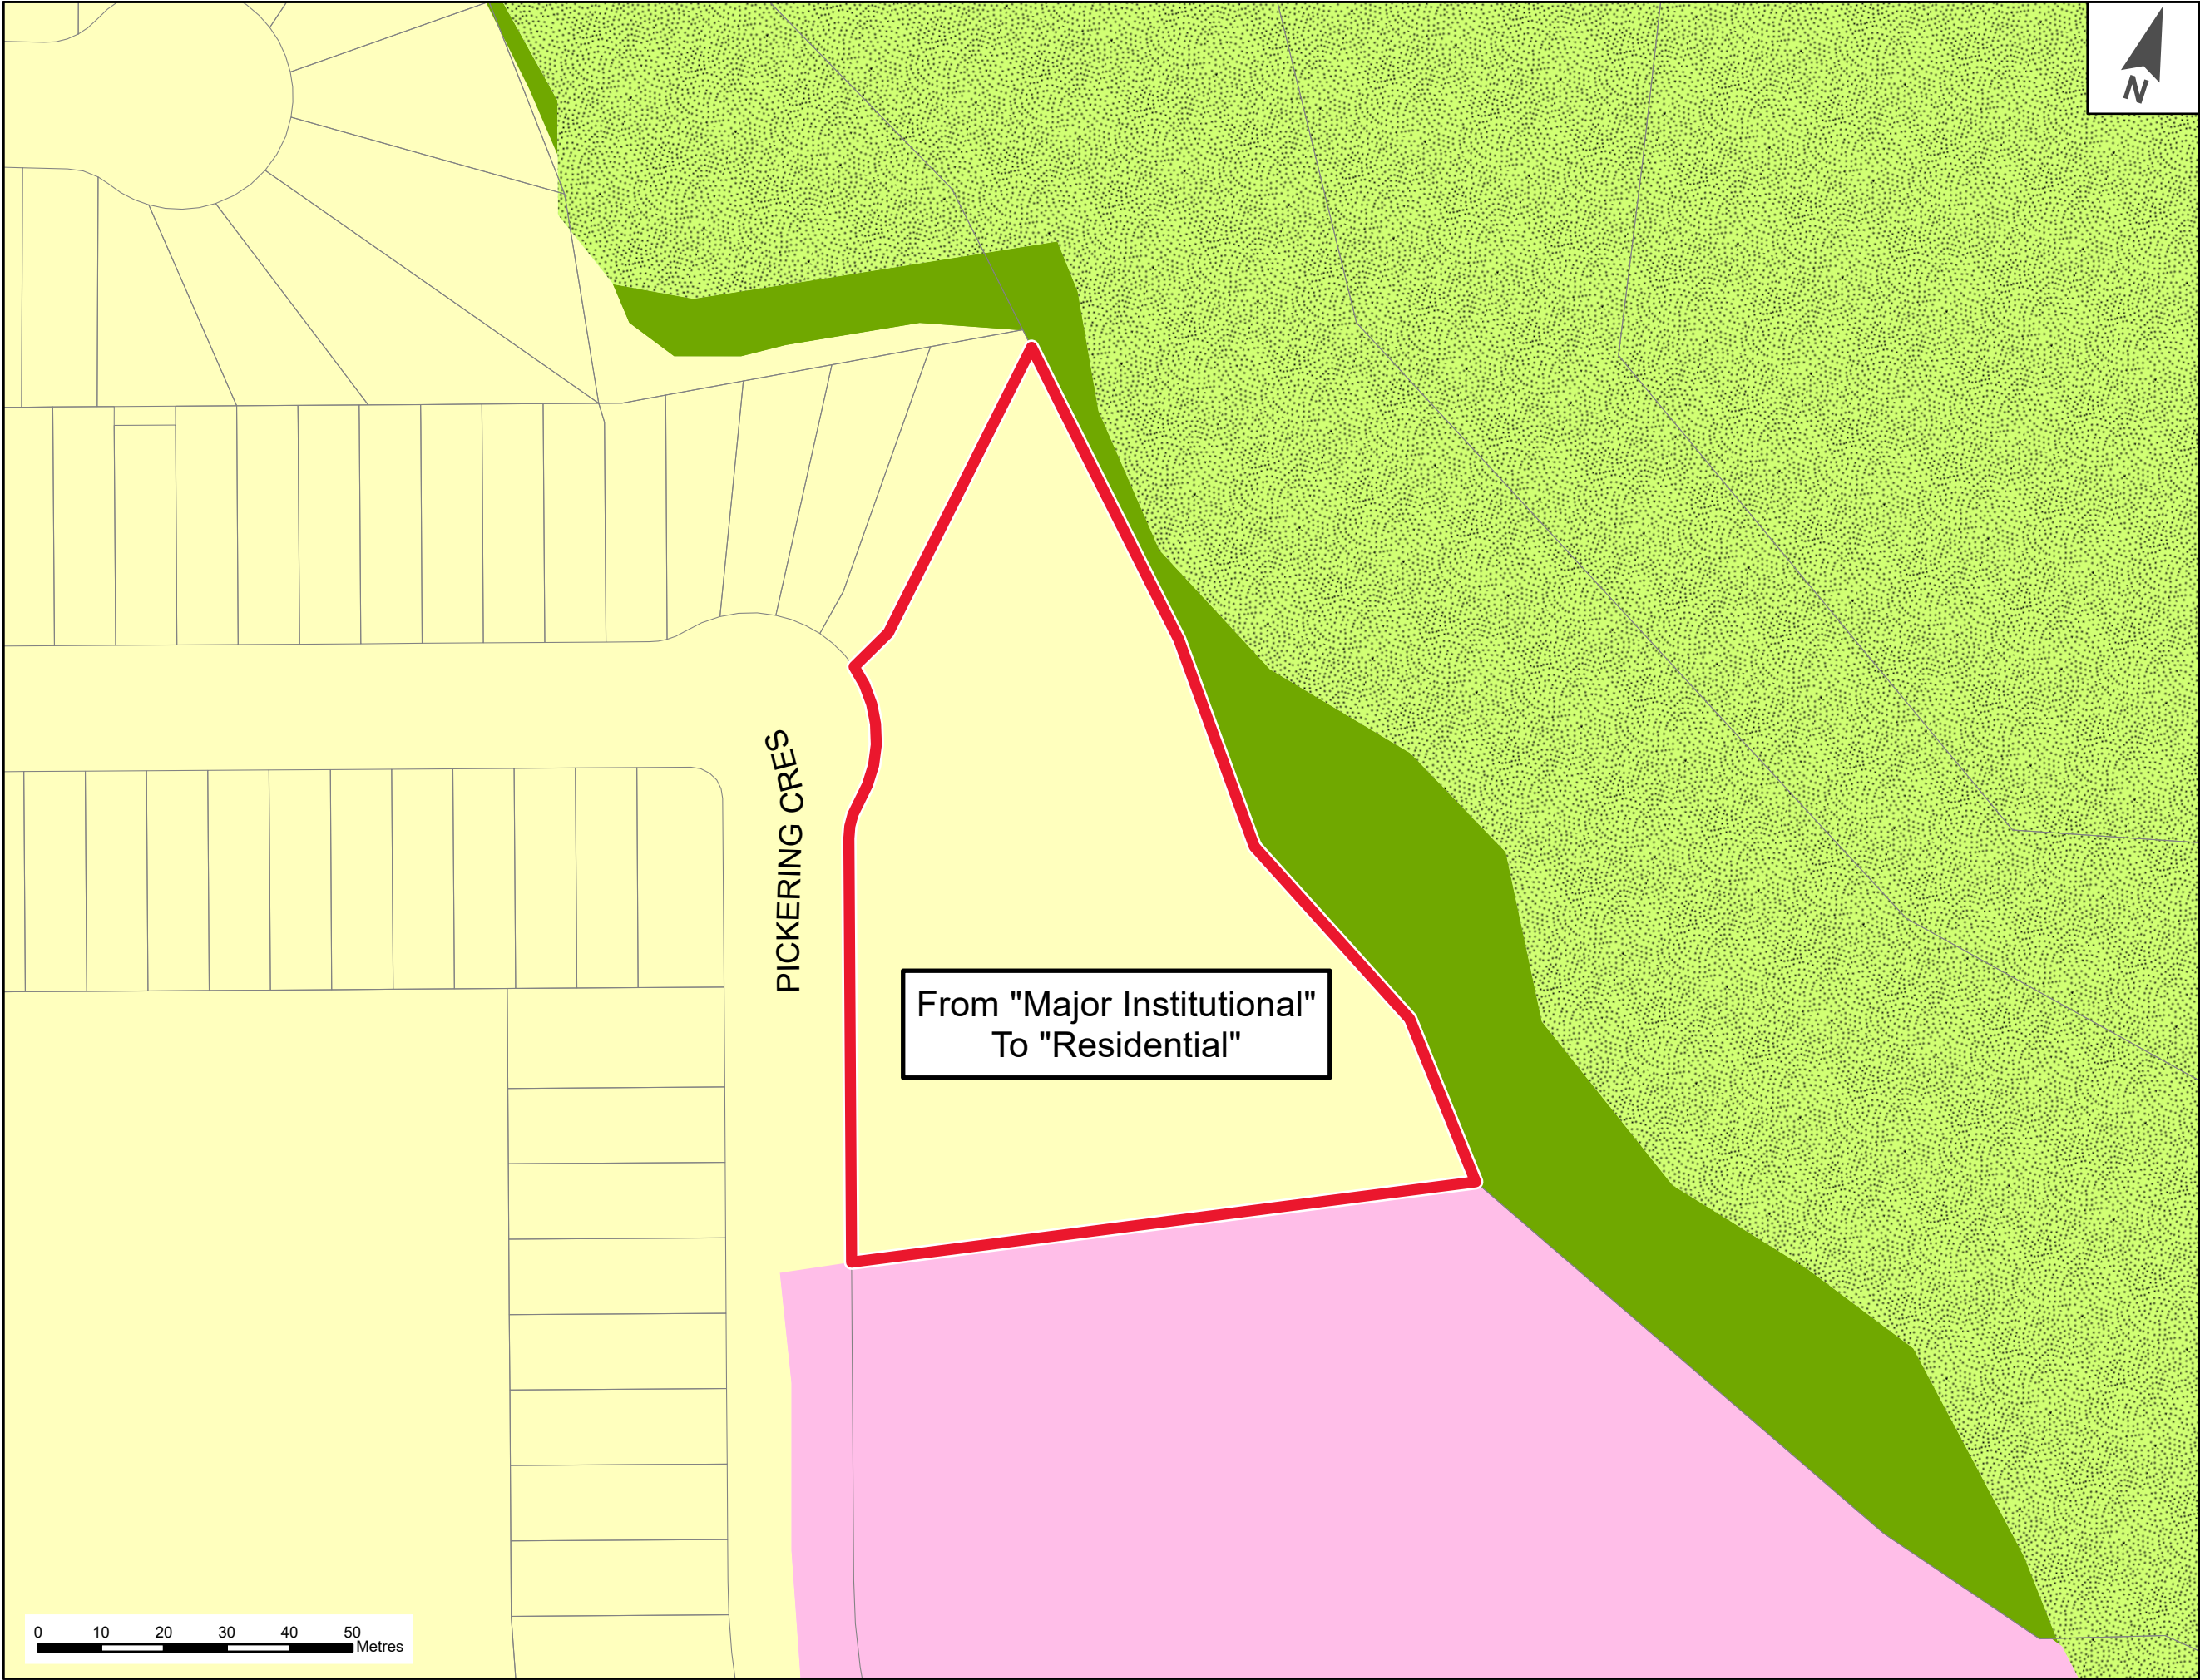 N
PICKERING CRES
From "Major Institutional"
To "Residential"
0 10 20 30 40 50
Metres